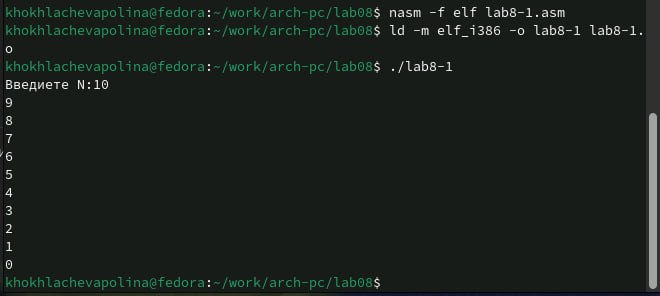 khokhlachevapolina@fedora:~/work/arch-pc/lab08$ nasm -f elf lab8-1.asm
khokhlachevapolina@fedora:~/work/arch-pc/lab08$ ld -m elf_i386 -o lab8-1 lab8-1.
o
khokhlachevapolina@fedora:~/work/arch-pc/lab08$ ./lab8-1
Введиете N:10
9
8
7
6
5
4
3
2
1
0
khokhlachevapolina@fedora:~/work/arch-pc/lab08$